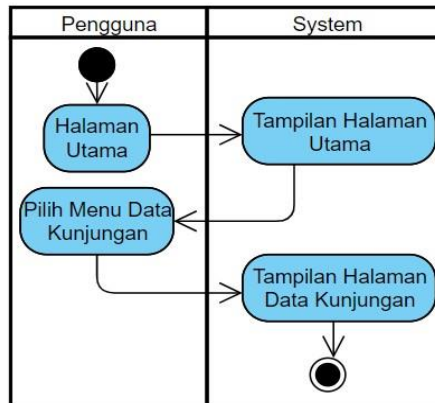 Pengguna
System
Halaman
Utama
Tampilan Halaman
Utama
Pilih Menu Data
Kunjungan
Tampilan Halaman
Data Kunjungan